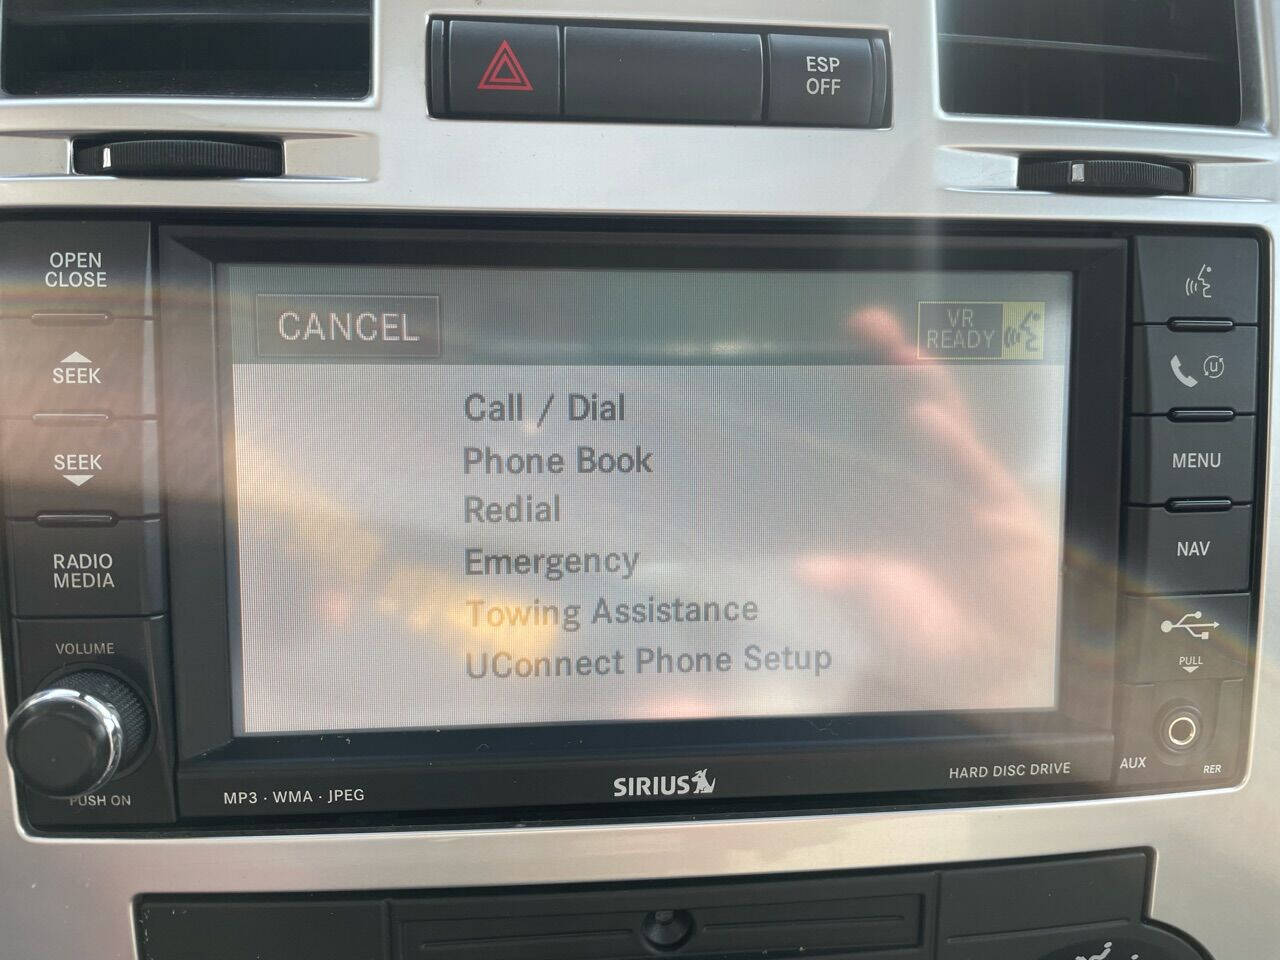 ESP
OFF
OPEN
CLOSE
SEEK
SEEK
RADIO
MEDIA
VOLUME
PUSH ON
CANCEL
VR
READY
Call / Dial
Phone Book
Redial
Emergency
Towing Assistance
UConnect Phone Setup
MP3 · WMA · JPEG
SIRIUS
HARD DISC DRIVE
U
MENU
NAV
PULL
AUX
RER